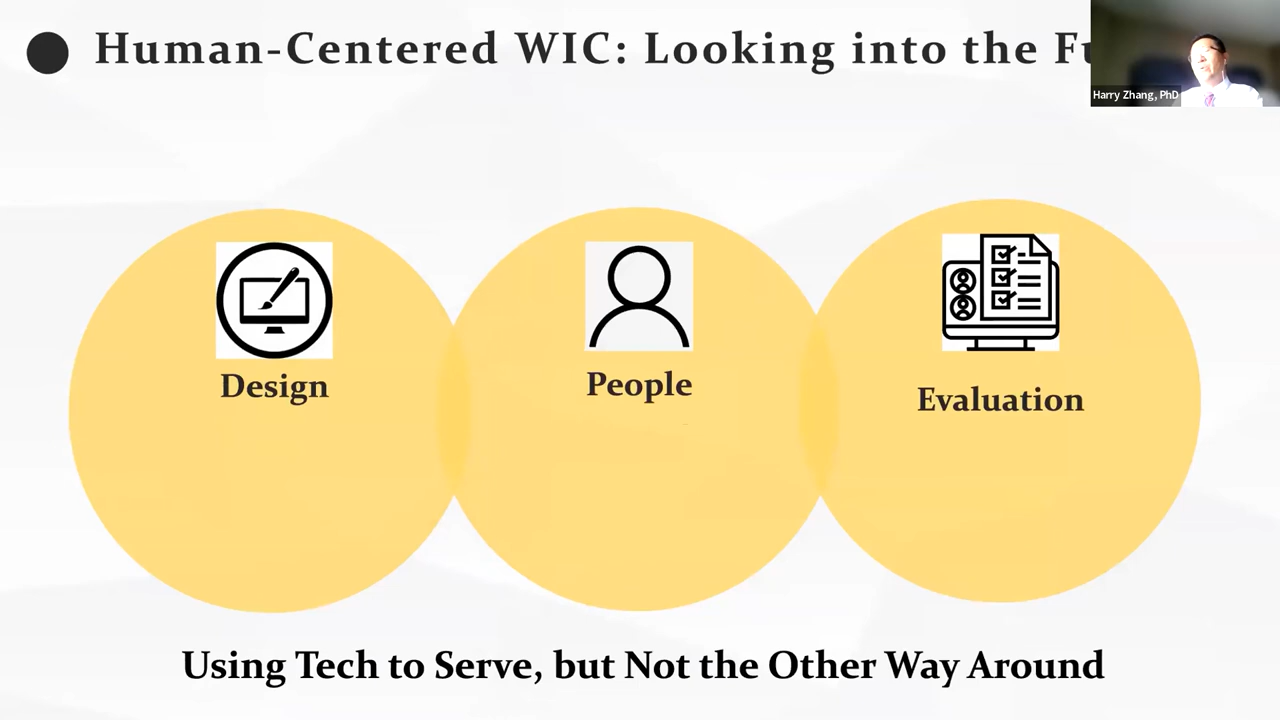 Human-Centered WIC: Looking into the
Harry Zhang, PhD
Design
People
Evaluation
Using Tech to Serve, but Not the Other Way Around